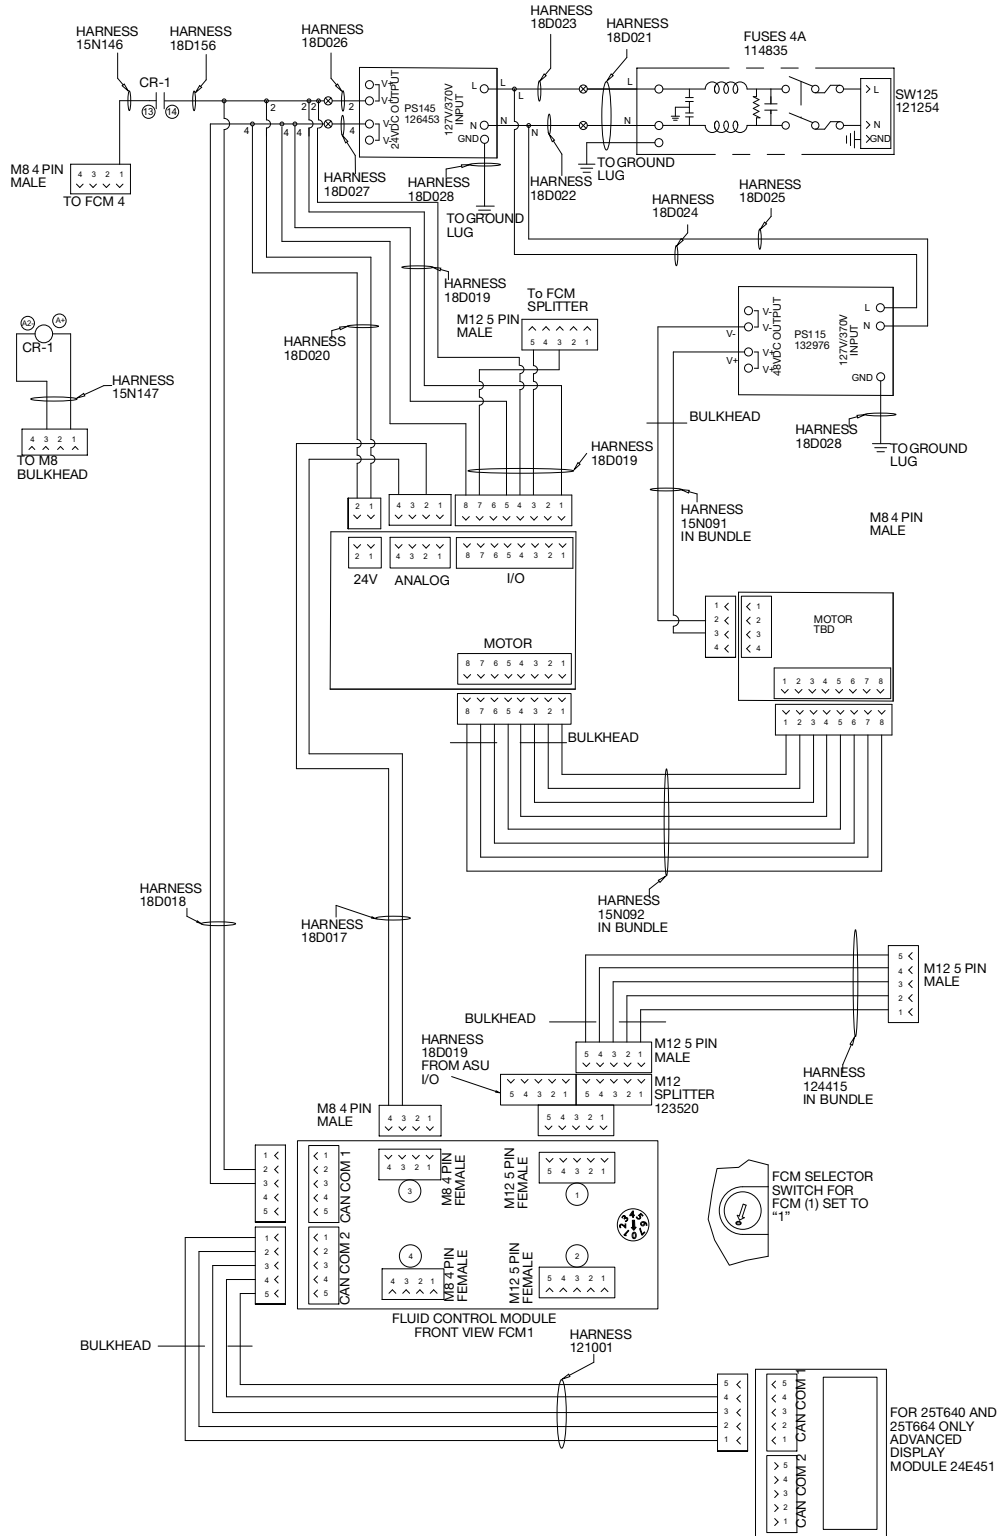 HARNESS
15N146
HARNESS
18D156
HARNESS
18D026
HARNESS
18D023
HARNESS
18D021
FUSES 4A
114835
CR-1
13
14
2
2 2
2
4
4 4
4
4
V+
V+
V-
V-
24VDC OUTPUT
PS145
126453
127V/370V
INPUT
L
N
GND
L
L
N
N
L
N
L
N
GND
SW125
121254
M8 4 PIN
MALE
4 3 2 1
TO FCM 4
HARNESS
18D027
HARNESS
18D028
HARNESS
18D022
TO GROUND
LUG
TO GROUND
LUG
HARNESS
18D024
HARNESS
18D025
HARNESS
18D019
To FCM
SPLITTER
M12 5 PIN
MALE
5 4 3 2 1
HARNESS
18D020
A2-
A+
CR-1
HARNESS
15N147
4 3 2 1
TO M8
BULKHEAD
V-
V+
V-
V-
V+
V+
48VDC OUTPUT
PS115
132976
127V/370V
INPUT
L
N
GND
HARNESS
18D028
TO GROUND
LUG
BULKHEAD
HARNESS
18D019
HARNESS
15N091
IN BUNDLE
M8 4 PIN
MALE
2 1
4 3 2 1
8 7 6 5 4 3 2 1
2 1
4 3 2 1
8 7 6 5 4 3 2 1
24V
ANALOG
I/O
MOTOR
8 7 6 5 4 3 2 1
8 7 6 5 4 3 2 1
BULKHEAD
1
2
3
4
1
2
3
4
MOTOR
TBD
1 2 3 4 5 6 7 8
1 2 3 4 5 6 7 8
HARNESS
15N092
IN BUNDLE
HARNESS
18D018
HARNESS
18D017
5
4
3
2
1
M12 5 PIN
MALE
BULKHEAD
HARNESS
18D019
FROM ASU
I/O
5 4 3 2 1
M12 5 PIN
MALE
5 4 3 2 1
5 4 3 2 1
M12
SPLITTER
123520
5 4 3 2 1
HARNESS
124415
IN BUNDLE
M8 4 PIN
MALE
4 3 2 1
1
2
3
4
5
1
2
3
4
5
CAN COM 1
4 3 2 1
3
M8 4 PIN
FEMALE
M12 5 PIN
FEMALE
5 4 3 2 1
1
1
2
3
4
5
1
2
3
4
5
CAN COM 2
4
4 3 2 1
M8 4 PIN
FEMALE
M12 5 PIN
FEMALE
2
5 4 3 2 1
0 1 2 3 4 5 6 7
FCM SELECTOR
SWITCH FOR
FCM (1) SET TO
“1”
FLUID CONTROL MODULE
FRONT VIEW FCM1
BULKHEAD
HARNESS
121001
5
4
3
2
1
5
4
3
2
1
CAN COM 1
5
4
3
2
1
CAN COM 2
FOR 25T640 AND
25T664 ONLY
ADVANCED
DISPLAY
MODULE 24E451